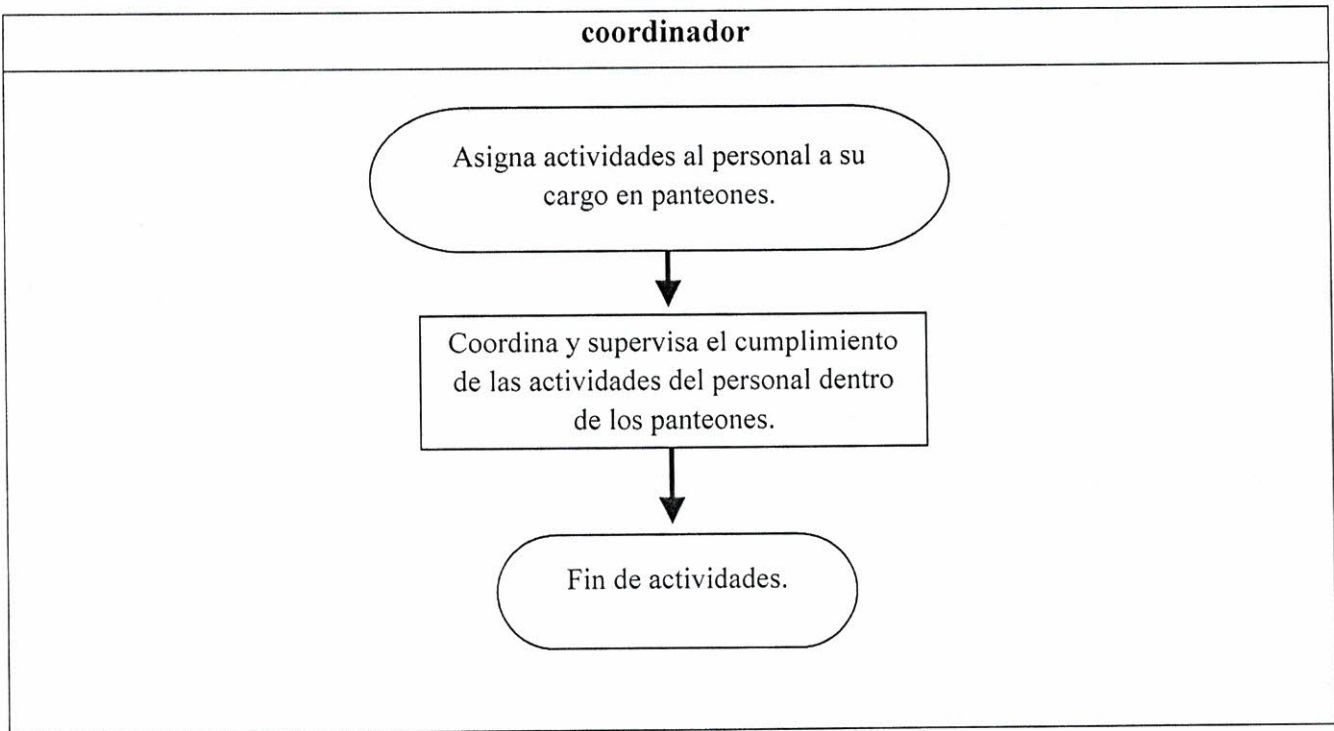 coordinador
Asigna actividades al personal a su
cargo en panteones.
Coordina y supervisa el cumplimiento
de las actividades del personal dentro
de los panteones.
Fin de actividades.